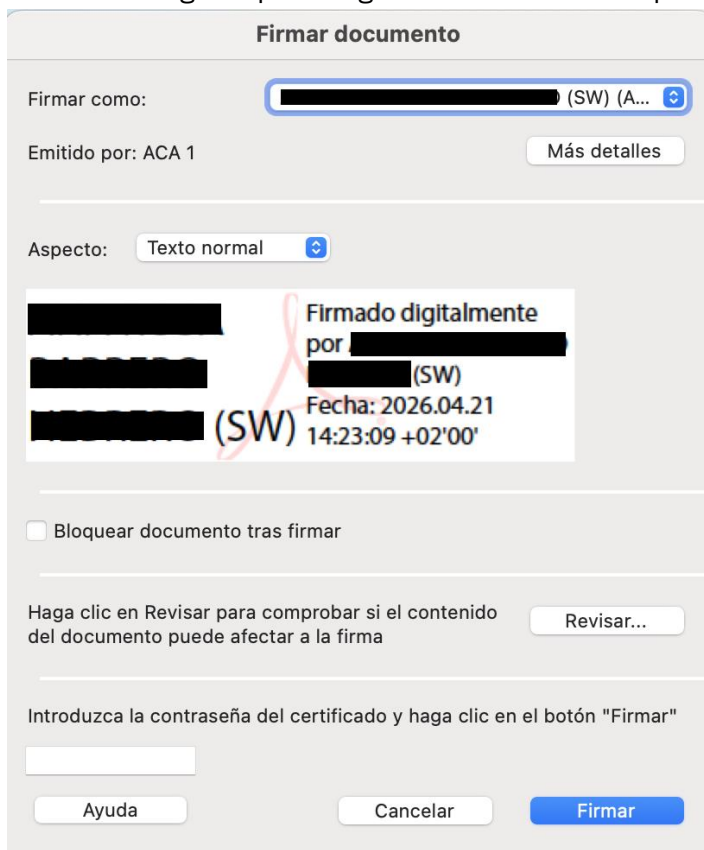 Firmar documento
Firmar como:
(SW) (A...
Emitido por: ACA 1
Más detalles
Aspecto:
Texto normal
(SW)
Firmado digitalmente
por
(SW)
Fecha: 2026.04.21
14:23:09 +02'00'
Bloquear documento tras firmar
Haga clic en Revisar para comprobar si el contenido
del documento puede afectar a la firma
Revisar...
Introduzca la contraseña del certificado y haga clic en el botón "Firmar"
Ayuda
Cancelar
Firmar